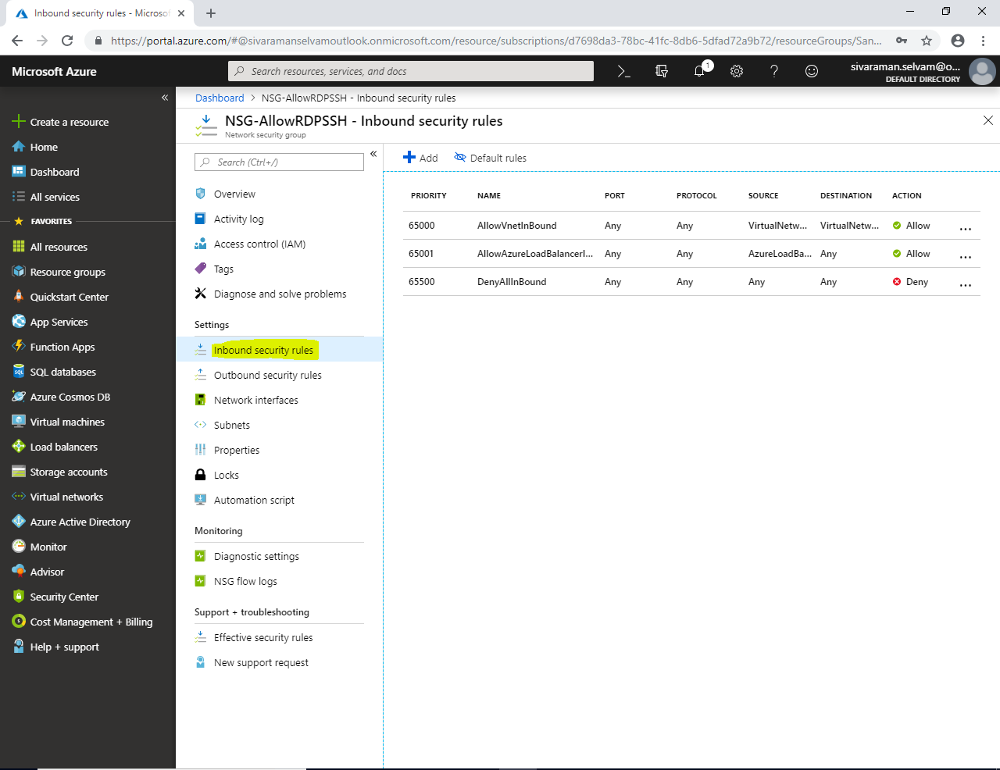 Inbound security rules - Microsof
https://portal.azure.com/#@sivaramanselvamoutlook.onmicrosoft.com/resource/subscriptions/d7698da3-78bc-41fc-8db6-5dfad72a9b72/resourceGroups/San...
Microsoft Azure
Search resources, services, and docs
1
sivaraman.selvam@o...
DEFAULT DIRECTORY
Create a resource
Home
Dashboard
All services
FAVORITES
All resources
Resource groups
Quickstart Center
App Services
Function Apps
SQL databases
Azure Cosmos DB
Virtual machines
Load balancers
Storage accounts
Virtual networks
Azure Active Directory
Monitor
Advisor
Security Center
Cost Management + Billing
Help + support
Dashboard > NSG-AllowRDPSSH - Inbound security rules
NSG-AllowRDPSSH - Inbound security rules
Network security group
Search (Ctrl+/)
Overview
Activity log
Access control (IAM)
Tags
Diagnose and solve problems
Settings
Inbound security rules
Outbound security rules
Network interfaces
Subnets
Properties
Locks
Automation script
Monitoring
Diagnostic settings
NSG flow logs
Support + troubleshooting
Effective security rules
New support request
Add Default rules
PRIORITY NAME PORT PROTOCOL SOURCE DESTINATION ACTION
65000 AllowVnetInBound Any Any VirtualNetw... VirtualNetw... Allow ...
65001 AllowAzureLoadBalancerI... Any Any AzureLoadBa... Any Allow ...
65500 DenyAllInBound Any Any Any Any Deny ...